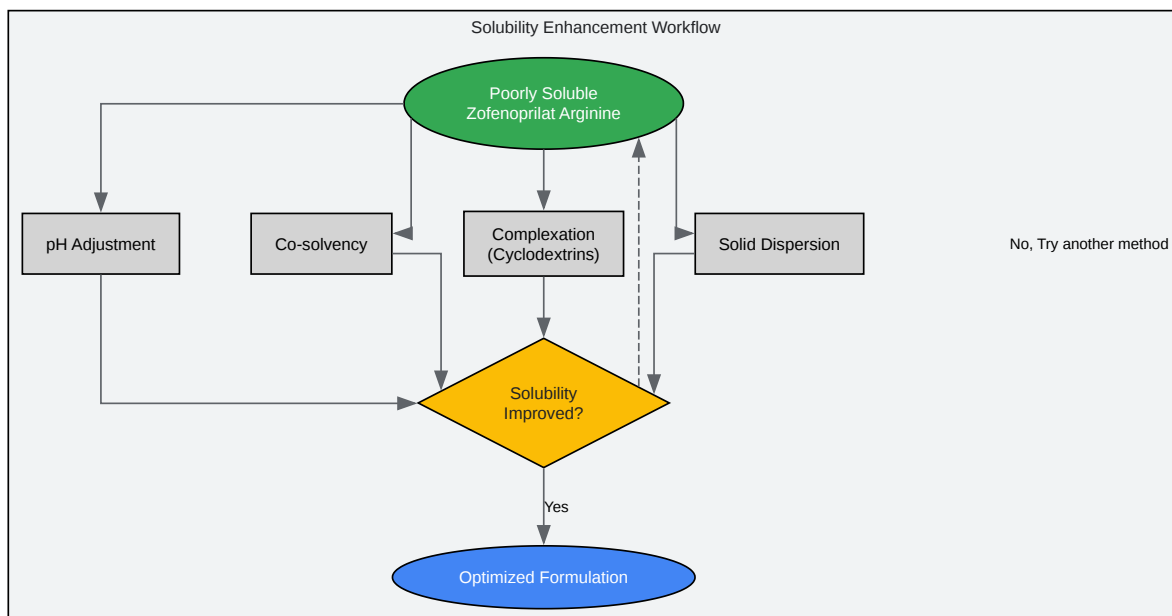 Solubility Enhancement Workflow
Poorly Soluble
Zofenoprilat Arginine
pH Adjustment
Co-solvency
Complexation
(Cyclodextrins)
Solid Dispersion
No, Try another method
Solubility
Improved?
Yes
Optimized Formulation